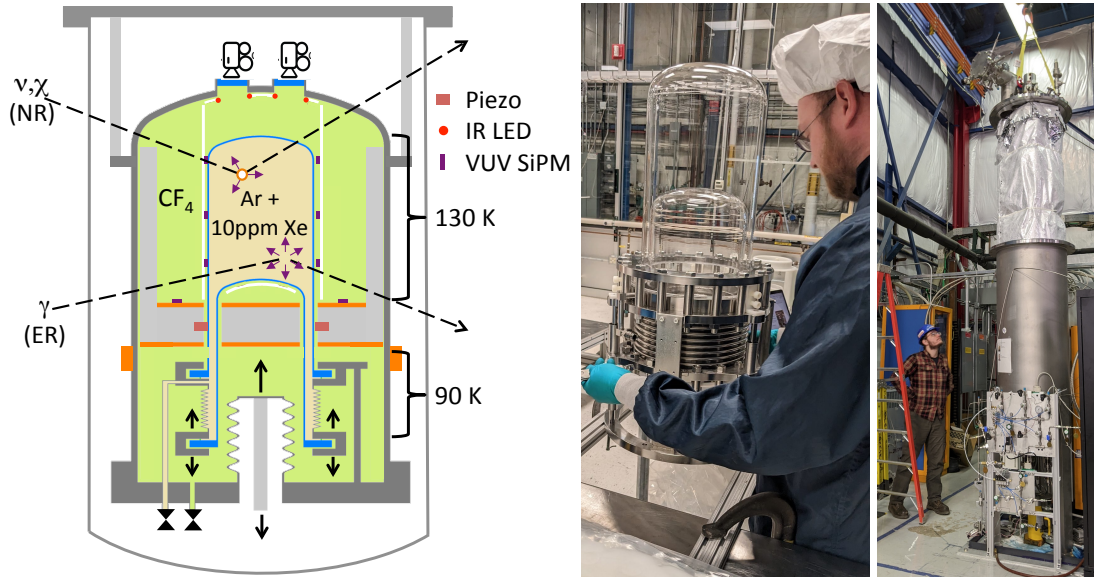 ν,χ
(NR)
Piezo
IR LED
VUV SiPM
CF₄
Ar +
10ppm Xe
130 K
γ
(ER)
90 K